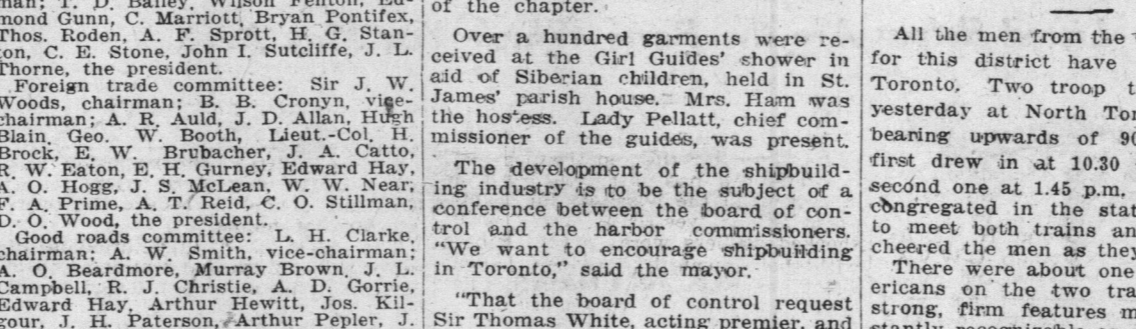 man; T. D. Bailey, Wilson Fenton, Ed-
mond Gunn, C. Marriott, Bryan Pontifex,
Thos. Roden, A. F. Sprott, H. G. Stan-
ton, C. E. Stone, John I. Sutcliffe, J. L.
Thorne, the president.
Foreign trade committee: Sir J. W.
Woods, chairman; B. B. Cronyn, vice-
chairman; A. R. Auld, J. D. Allan, Hugh
Blain, Geo. W. Booth, Lieut.-Col. H.
Brock, E. W. Brubacher, J. A. Catto,
R. W. Eaton, E. H. Gurney, Edward Hay,
A. O. Hogg, J. S. McLean, W. W. Near,
F. A. Prime, A. T. Reid, C. O. Stillman,
D. O. Wood, the president.
Good roads committee: L. H. Clarke,
chairman; A. W. Smith, vice-chairman;
A. O. Beardmore, Murray Brown, J. L.
Campbell, R. J. Christie, A. D. Gorrie,
Edward Hay, Arthur Hewitt, Jos. Kil-
gour, J. H. Paterson, Arthur Pepler, J.
of the chapter.
Over a hundred garments were re-
ceived at the Girl Guides' shower in
aid of Siberian children, held in St.
James' parish house. Mrs. Ham was
the hostess. Lady Pellatt, chief com-
missioner of the guides, was present.
The development of the shipbuild-
ing industry is to be the subject of a
conference between the board of con-
trol and the harbor commissioners.
"We want to encourage shipbuilding
in Toronto," said the mayor.
"That the board of control request
Sir Thomas White, acting premier, and
All the men from the
for this district have
Toronto. Two troop t
yesterday at North Tor
bearing upwards of 90
first drew in at 10.30
second one at 1.45 p.m,
congregated in the stat
to meet both trains an
cheered the men as they
There were about one
ericans on the two tra
strong, firm features m